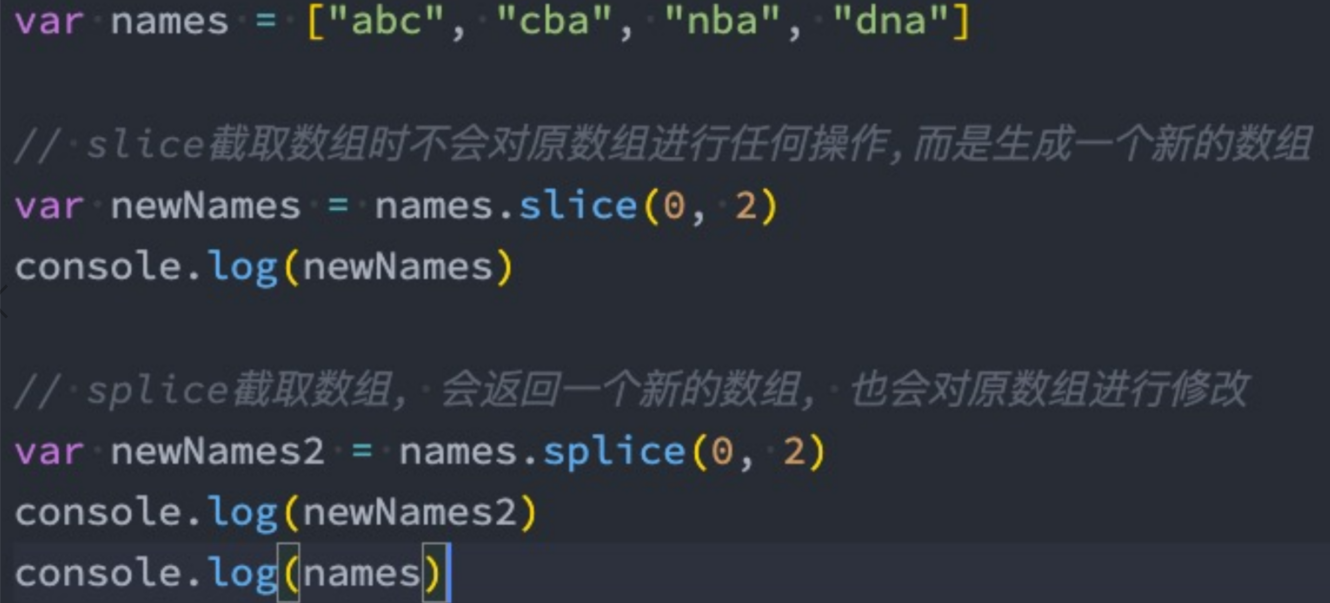 var names = ["abc", "cba", "nba", "dna"]
// slice截取数组时不会对原数组进行任何操作,而是生成一个新的数组
var newNames = names.slice(0, 2)
console.log(newNames)
// splice截取数组, 会返回一个新的数组, 也会对原数组进行修改
var newNames2 = names.splice(0, 2)
console.log(newNames2)
console.log(names)